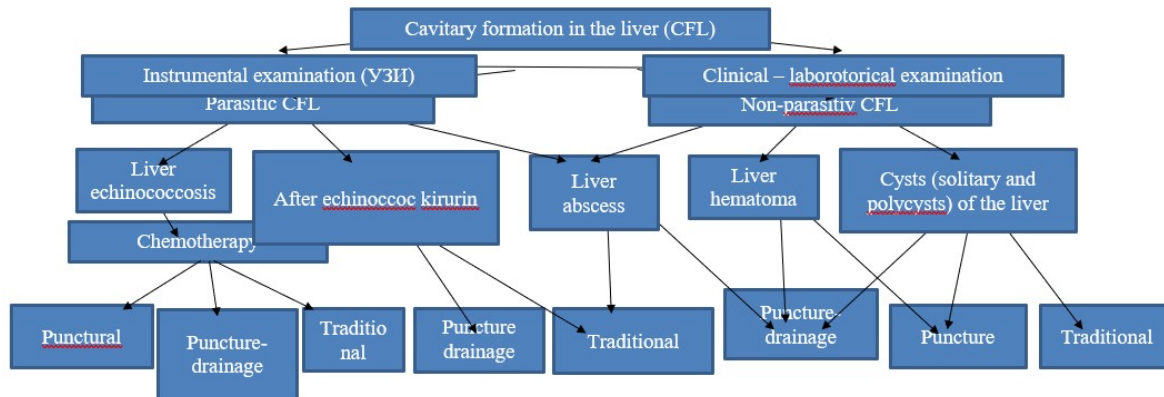 Cavitary formation in the liver (CFL)
Instrumental examination (УЗИ)
Clinical – laborotorical examination
Parasitic CFL
Non-parasitiv CFL
Liver
echinococcosis
After echinoccoc kirurin
Liver
abscess
Liver
hematoma
Cysts (solitary and
polycysts) of the liver
Chemotherapy
Punctural
Puncture-
drainage
Traditio
nal
Puncture
drainage
Traditional
Puncture-
drainage
Puncture
Traditional